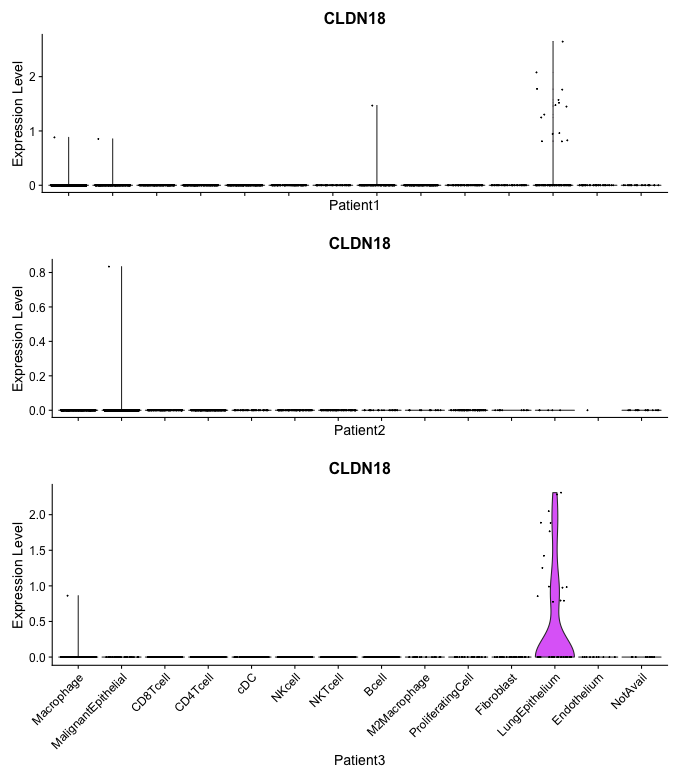 CLDN18
Expression Level
2
1
0
Patient1
CLDN18
Expression Level
0.8
0.6
0.4
0.2
0.0
Patient2
CLDN18
Expression Level
2.0
1.5
1.0
0.5
0.0
Macrophage
MalignantEpithelial
CD8Tcell
CD4Tcell
cDC
NKcell
NKTcell
Bcell
M2Macrophage
ProliferatingCell
Fibroblast
LungEpithelium
Endothelium
NotAvail
Patient3